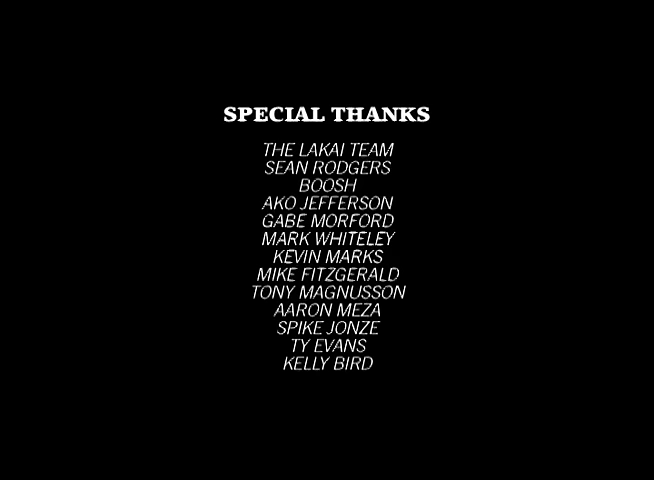 SPECIAL THANKS
THE LAKAI TEAM
SEAN RODGERS
BOOSH
AKO JEFFERSON
GABE MORFORD
MARK WHITELEY
KEVIN MARKS
MIKE FITZGERALD
TONY MAGNUSSON
AARON MEZA
SPIKE JONZE
TY EVANS
KELLY BIRD